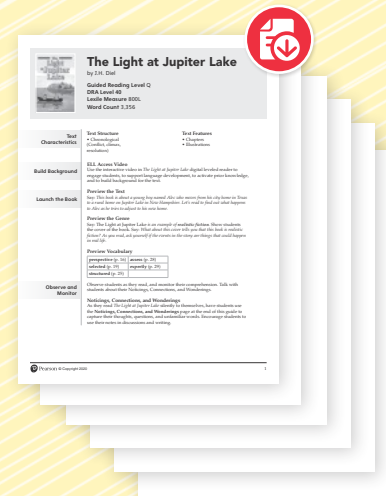 The Light
at Jupiter
Lake
The Light at Jupiter Lake
by J.H. Diel
Guided Reading Level Q
DRA Level 40
Lexile Measure 800L
Word Count 3,356
Text
Characteristics
Text Structure
• Chronological
(Conflict, climax,
resolution)
Text Features
• Chapters
• Illustrations
Build Background
ELL Access Video
Use the interactive video in The Light at Jupiter Lake digital leveled reader to
engage students, to support language development, to activate prior knowledge,
and to build background for the text.
Launch the Book
Preview the Text
Say: This book is about a young boy named Alec who moves from his city home in
to a rural home on Jupiter Lake in New Hampshire. Let's read to find out what happens
to Alec as he tries to adjust to his new home.
Preview the Genre
Say: The Light at Jupiter Lake is an example of realistic fiction. Show students
the cover of the book. Say: What about this cover tells you that this book is realistic
fiction? As you read, ask yourself if the events in the story are things that could happen
in real life.
Preview Vocabulary
perspective (p. 16) access (p. 28)
selected (p. 19) expertly (p. 29)
structured (p. 25)
Observe and
Monitor
Observe students as they read, and monitor their comprehension. Talk with
students about their Noticings, Connections, and Wonderings.
Noticings, Connections, and Wonderings
As they read The Light at Jupiter Lake silently to themselves, have students use
the Noticings, Connections, and Wonderings page at the end of this guide to
capture their thoughts, questions, and unfamiliar words. Encourage students to
use their notes in discussions and writing.
Pearson © Copyright 2020
1